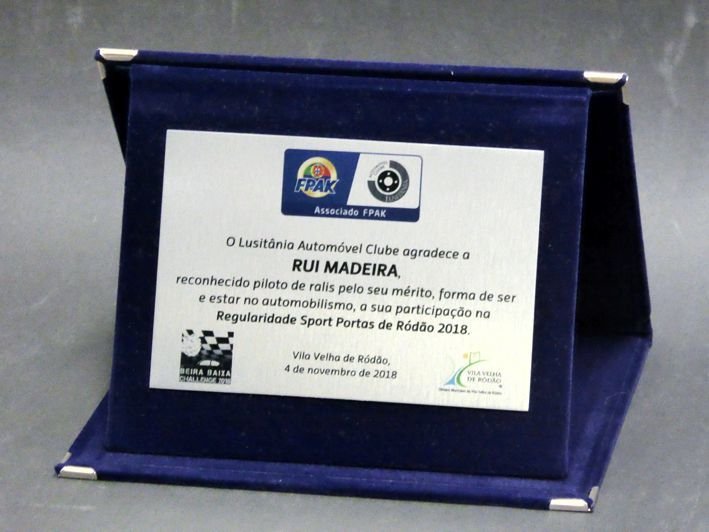 FPAK
Associado FPAK
O Lusitânia Automóvel Clube agradece a
RUI MADEIRA,
reconhecido piloto de ralis pelo seu mérito, forma de ser
e estar no automobilismo, a sua participação na
Regularidade Sport Portas de Ródão 2018.
Vila Velha de Ródão,
4 de novembro de 2018
BEIRA BAIXA
CHALLENGE 2018
VILA VELHA
DE RÓDÃO